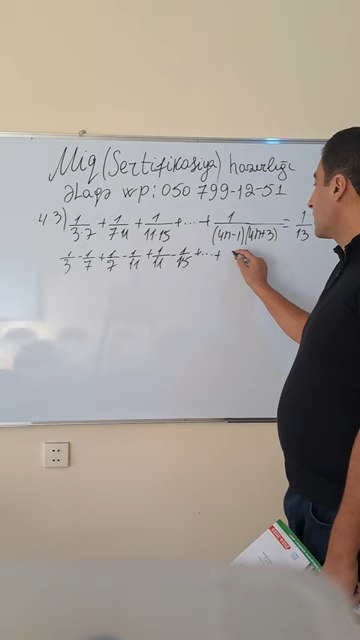 Miq (Sertifikasiya) hazırlığı
Əlaqə wp: 050 799-12-51
43) 1/3·7 + 1/7·11 + 1/11·15 + ... + 1/(4n-1)(4n+3) = 1/13
1/3 - 1/7 + 1/7 - 1/11 + 1/11 - 1/15 + ... +